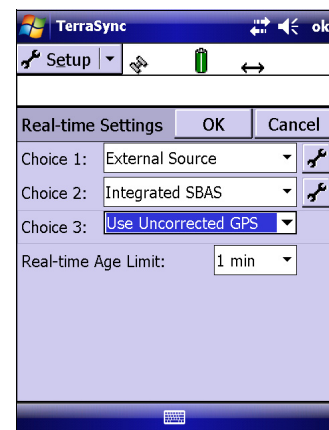 TerraSync ok
Setup
Real-time Settings OK Cancel
Choice 1: External Source
Choice 2: Integrated SBAS
Choice 3: Use Uncorrected GPS
Real-time Age Limit: 1 min